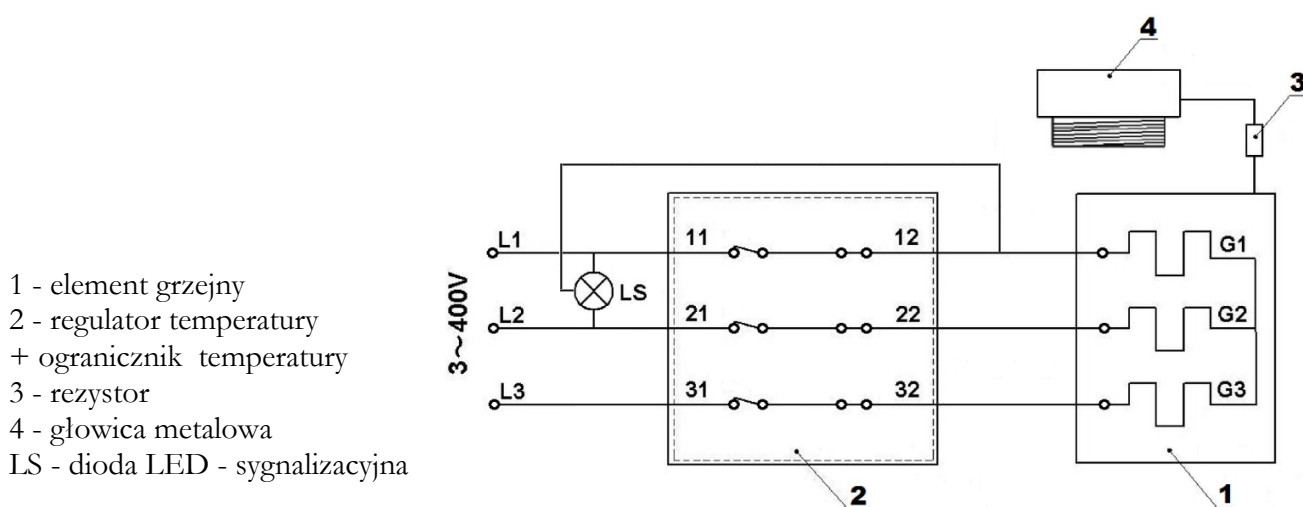 4
3
L1
11
12
G1
LS
3~400V
L2
21
22
G2
L3
31
32
G3
2
1
1 - element grzejny
2 - regulator temperatury
+ ogranicznik temperatury
3 - rezystor
4 - głowica metalowa
LS - dioda LED - sygnalizacyjna